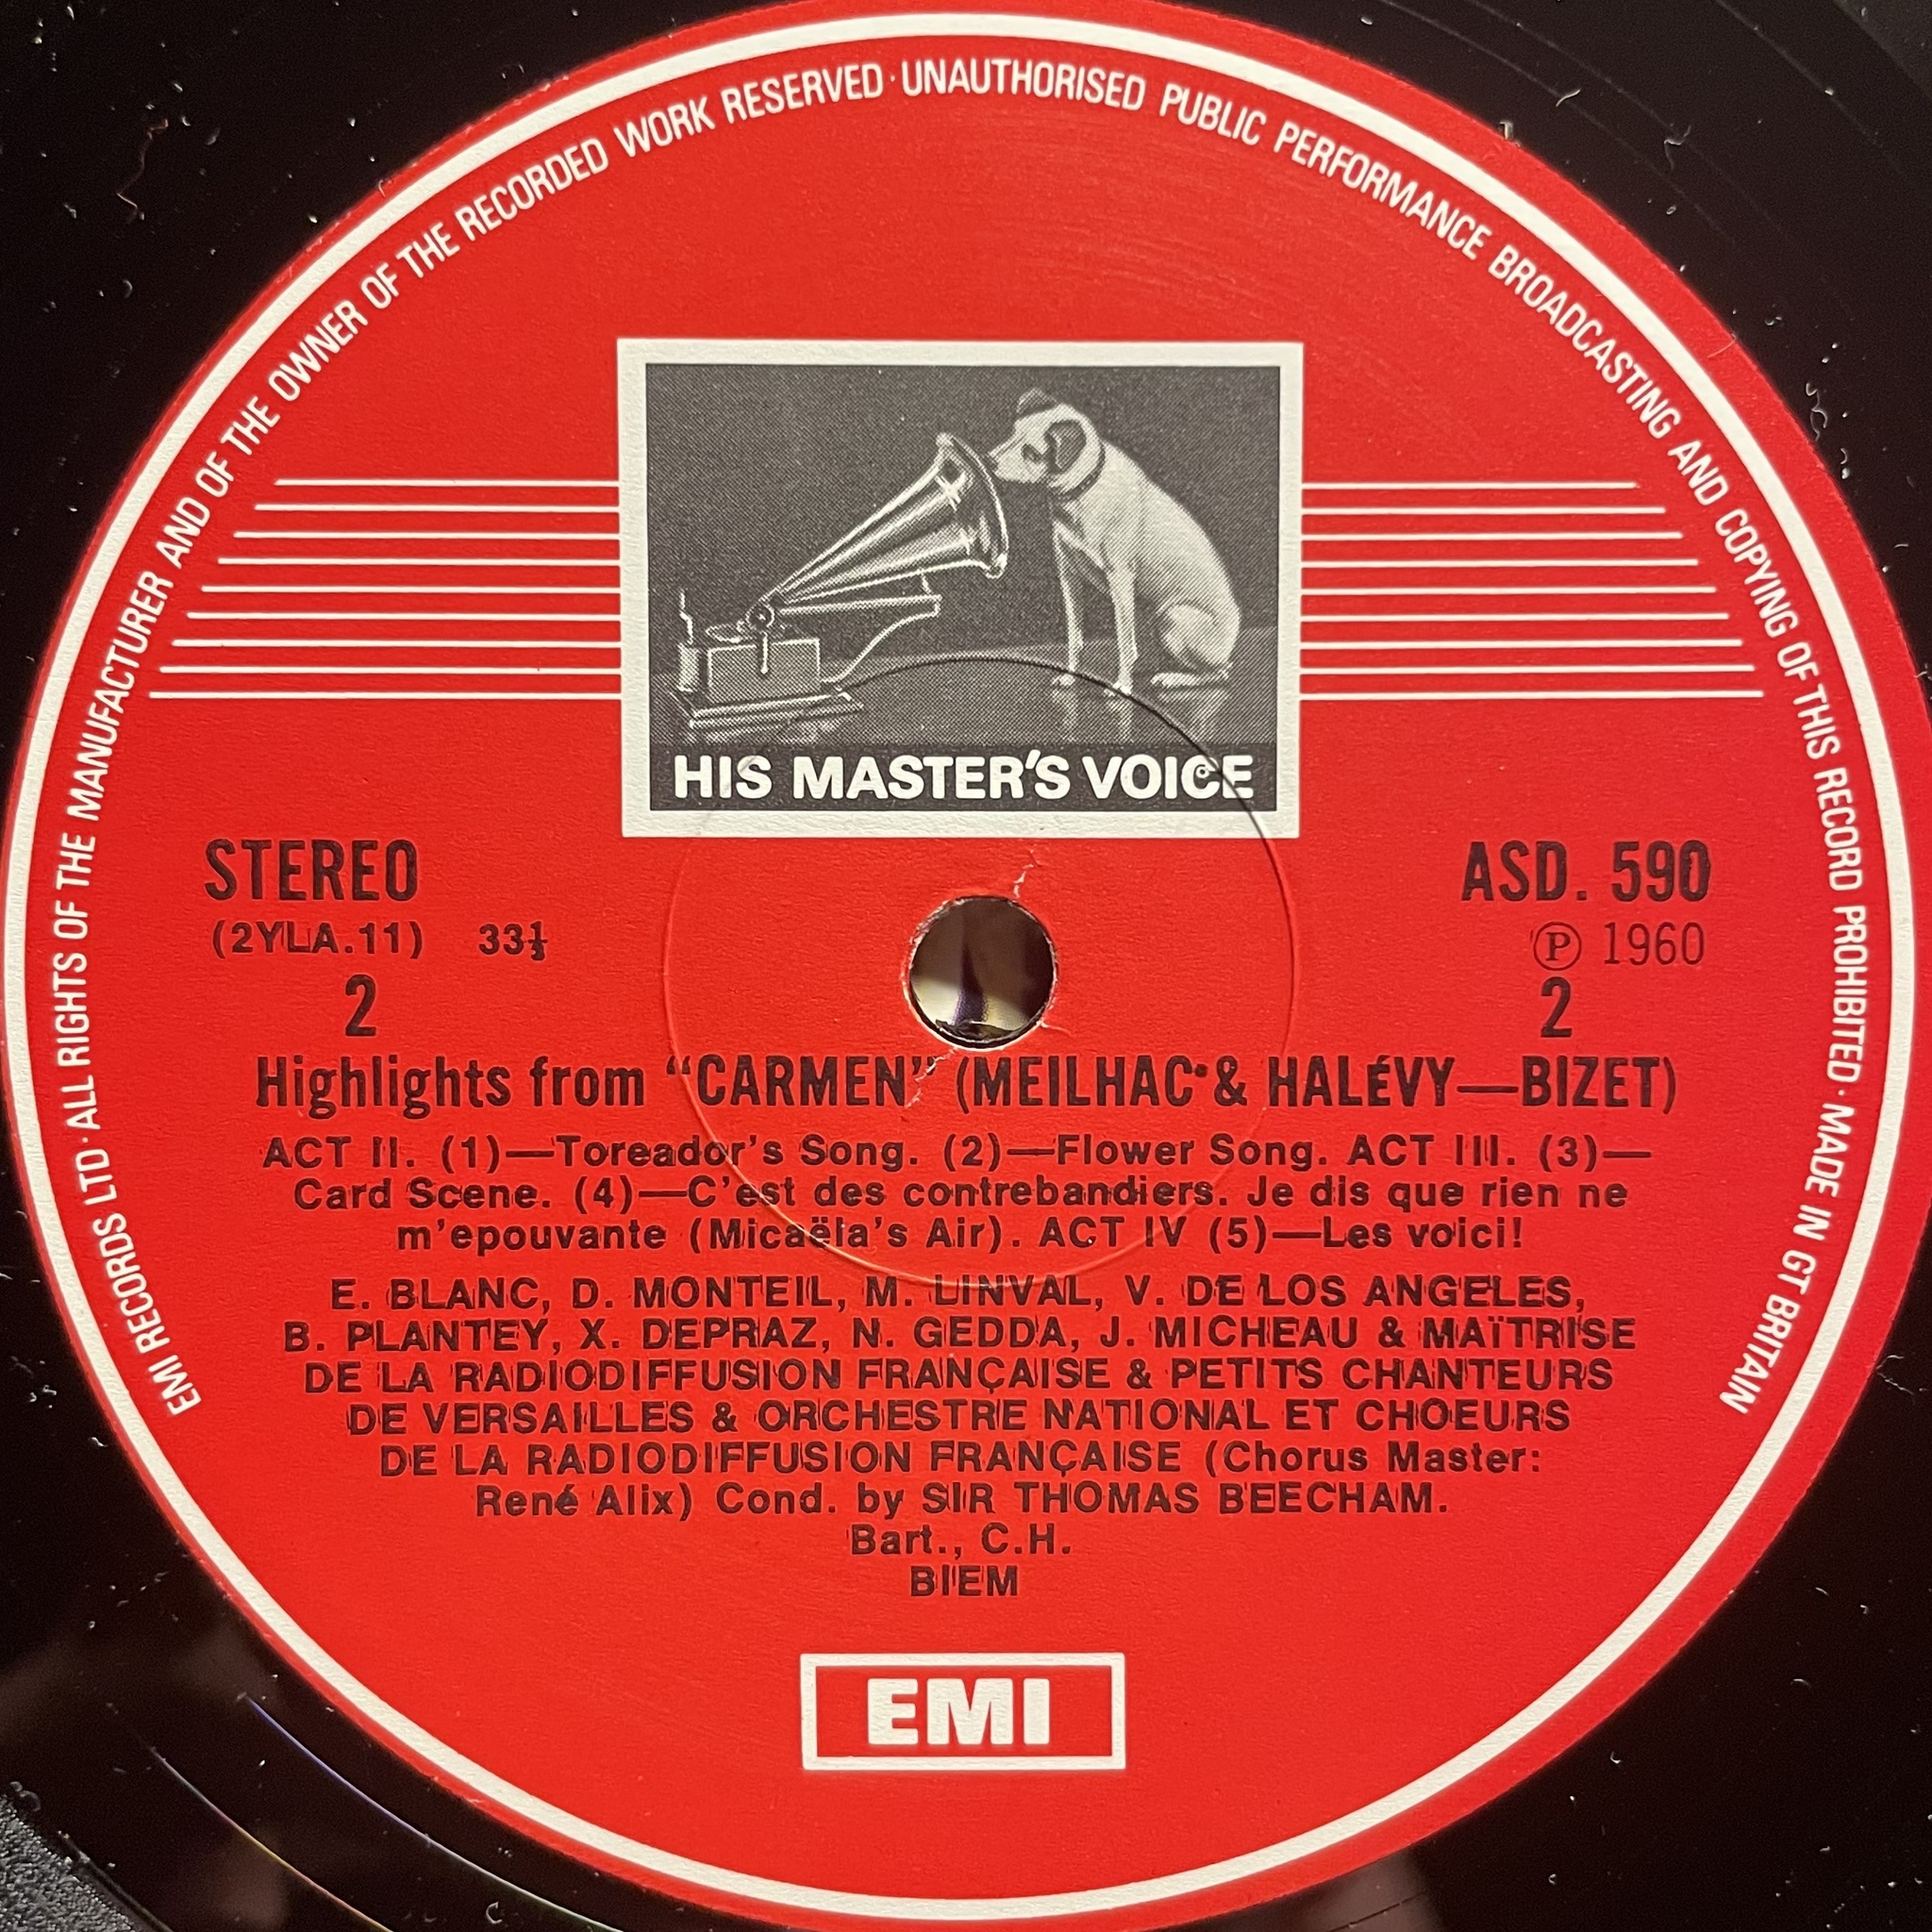 EMI RECORDS LTD · ALL RIGHTS OF THE MANUFACTURER AND OF THE OWNER OF THE RECORDED WORK RESERVED · UNAUTHORISED PUBLIC PERFORMANCE BROADCASTING AND COPYING OF THIS RECORD PROHIBITED · MADE IN GT BRITAIN
HIS MASTER'S VOICE
STEREO ASD. 590
(2YLA.11) 33⅓ ℗ 1960
2 2
Highlights from “CARMEN” (MEILHAC & HALÉVY—BIZET)
ACT II. (1)—Toreador's Song. (2)—Flower Song. ACT III. (3)—
Card Scene. (4)—C'est des contrebandiers. Je dis que rien ne
m'epouvante (Micaëla's Air). ACT IV (5)—Les voici!
E. BLANC, D. MONTEIL, M. LINVAL, V. DE LOS ANGELES,
B. PLANTEY, X. DEPRAZ, N. GEDDA, J. MICHEAU & MAÏTRISE
DE LA RADIODIFFUSION FRANÇAISE & PETITS CHANTEURS
DE VERSAILLES & ORCHESTRE NATIONAL ET CHOEURS
DE LA RADIODIFFUSION FRANÇAISE (Chorus Master:
René Alix) Cond. by SIR THOMAS BEECHAM.
Bart., C.H.
BIEM
EMI